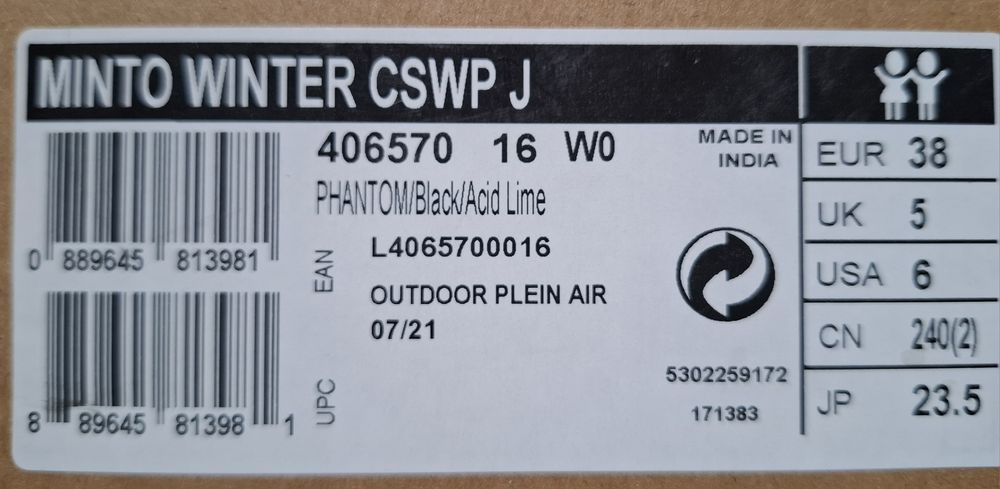 MINTO WINTER CSWP J
406570 16 W0
MADE IN
INDIA
PHANTOM/Black/Acid Lime
L4065700016
OUTDOOR PLEIN AIR
07/21
0 889645 813981
EAN
8 89645 81398 1
UPC
5302259172
171383
EUR 38
UK 5
USA 6
CN 240(2)
JP 23.5